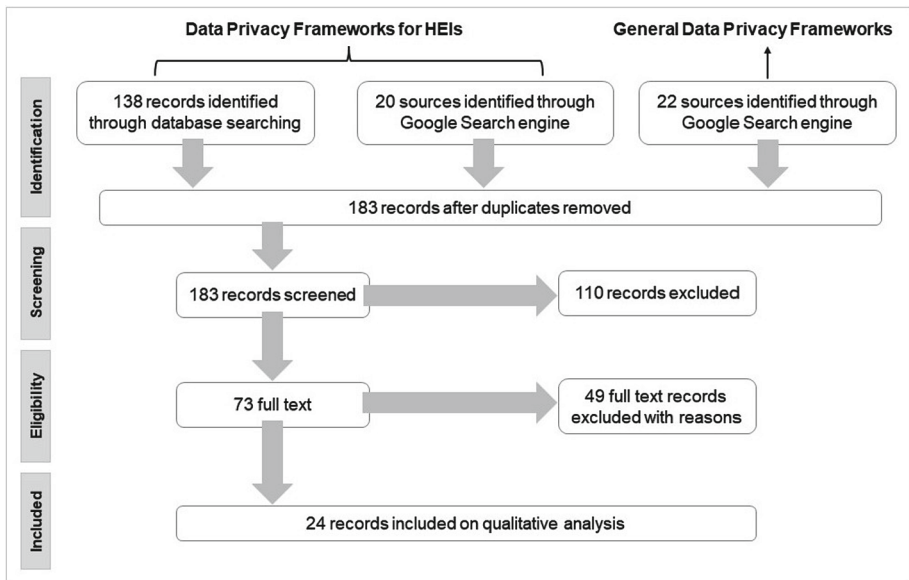 Data Privacy Frameworks for HEIs
General Data Privacy Frameworks
Identification
138 records identified
through database searching
20 sources identified through
Google Search engine
22 sources identified through
Google Search engine
183 records after duplicates removed
Screening
183 records screened
110 records excluded
Eligibility
73 full text
49 full text records
excluded with reasons
Included
24 records included on qualitative analysis